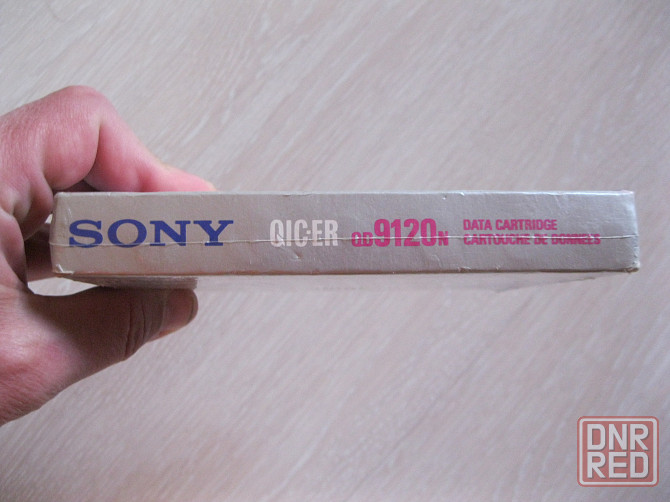 SONY QIC-ER QD9120N DATA CARTRIDGE
CARTOUCHE DE DONNEES
DNR
RED